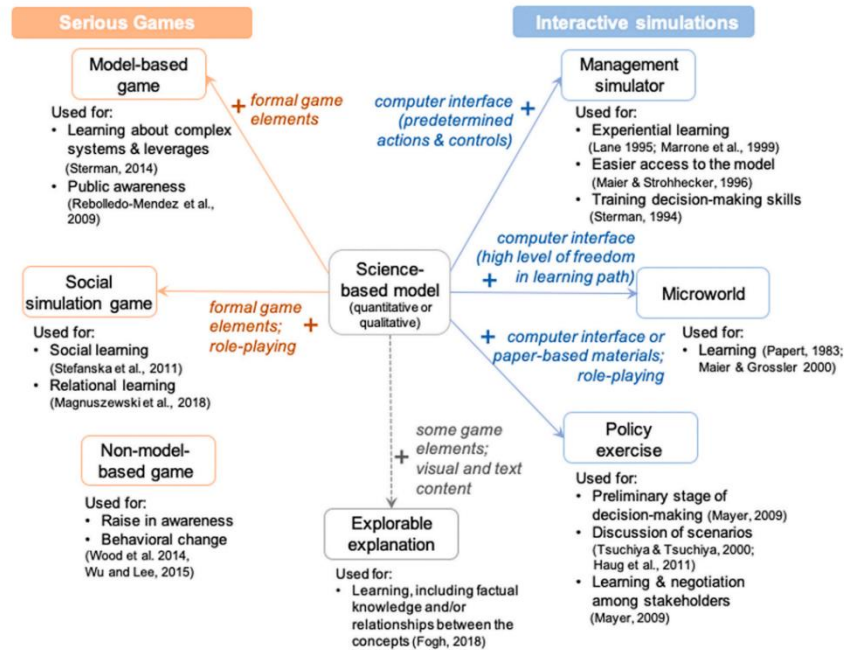 Serious Games
Interactive simulations
Model-based
game
Used for:
• Learning about complex
systems & leverages
(Sterman, 2014)
• Public awareness
(Rebolledo-Mendez et al.,
2009)
+ formal game
elements
computer interface +
(predetermined
actions & controls)
Management
simulator
Used for:
• Experiential learning
(Lane 1995; Marrone et al., 1999)
• Easier access to the model
(Maier & Strohhecker, 1996)
• Training decision-making skills
(Sterman, 1994)
Social
simulation game
Used for:
• Social learning
(Stefanska et al., 2011)
• Relational learning
(Magnuszewski et al., 2018)
formal game +
elements;
role-playing
Science-
based model
(quantitative or
qualitative)
computer interface
(high level of freedom
+ in learning path)
Microworld
Used for:
• Learning (Papert, 1983;
Maier & Grossler 2000)
+ computer interface or
paper-based materials;
role-playing
Non-model-
based game
Used for:
• Raise in awareness
• Behavioral change
(Wood et al. 2014,
Wu and Lee, 2015)
some game
+ elements;
visual and text
content
Explorable
explanation
Used for:
• Learning, including factual
knowledge and/or
relationships between the
concepts (Fogh, 2018)
Policy
exercise
Used for:
• Preliminary stage of
decision-making (Mayer, 2009)
• Discussion of scenarios
(Tsuchiya & Tsuchiya, 2000;
Haug et al., 2011)
• Learning & negotiation
among stakeholders
(Mayer, 2009)